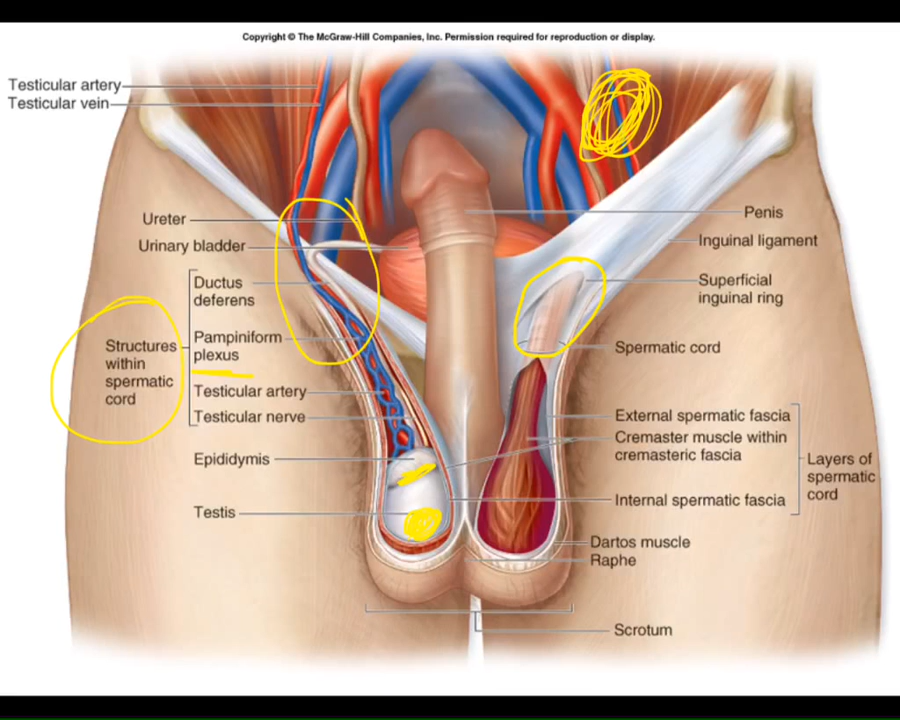 Copyright © The McGraw-Hill Companies, Inc. Permission required for reproduction or display.
Testicular artery
Testicular vein
Ureter
Urinary bladder
Ductus
deferens
Structures
within
spermatic
cord
Pampiniform
plexus
Testicular artery
Testicular nerve
Epididymis
Testis
Penis
Inguinal ligament
Superficial
inguinal ring
Spermatic cord
External spermatic fascia
Cremaster muscle within
cremasteric fascia
Internal spermatic fascia
Layers of
spermatic
cord
Dartos muscle
Raphe
Scrotum